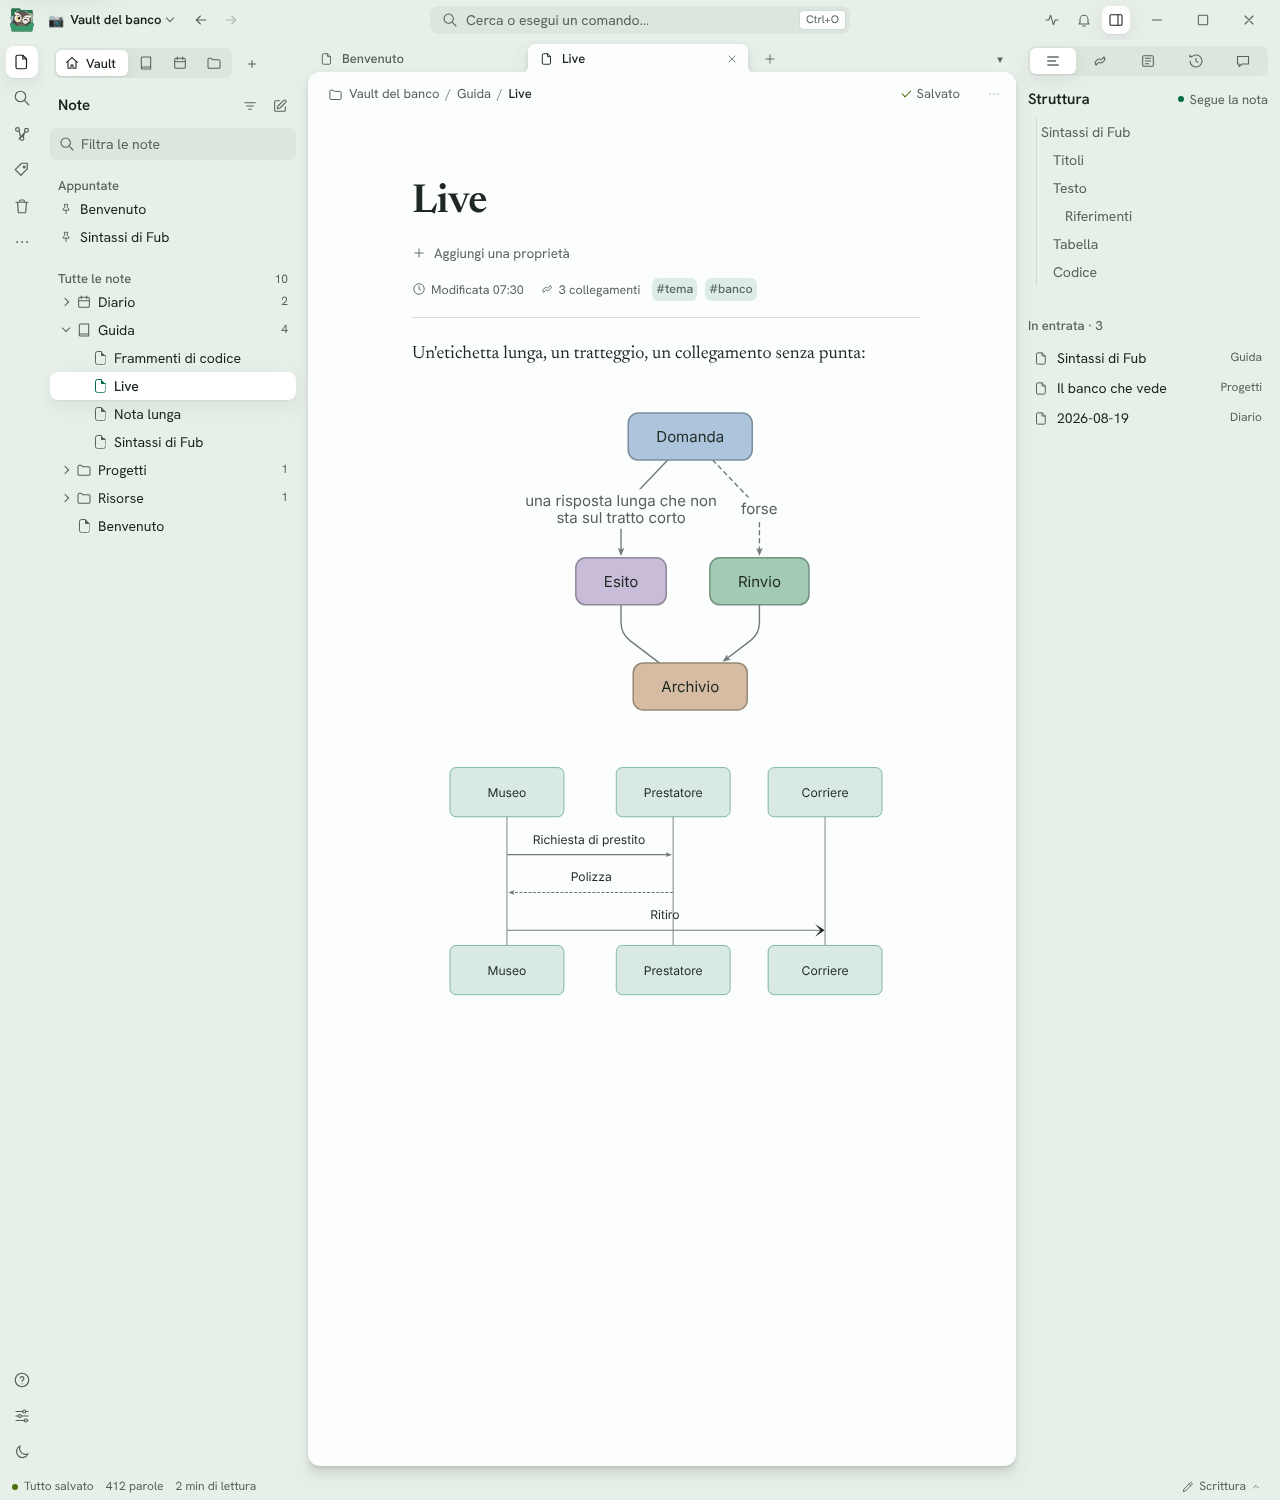 Vault del banco
Cerca o esegui un comando...
Ctrl+O
Vault
Note
Filtra le note
Appuntate
Benvenuto
Sintassi di Fub
Tutte le note 10
Diario 2
Guida 4
Frammenti di codice
Live
Nota lunga
Sintassi di Fub
Progetti 1
Risorse 1
Benvenuto
Benvenuto
Live
Vault del banco / Guida / Live
Salvato
Live
Aggiungi una proprietà
Modificata 07:30
3 collegamenti
#tema
#banco
Un'etichetta lunga, un tratteggio, un collegamento senza punta:
Domanda
una risposta lunga che non
sta sul tratto corto
forse
Esito
Rinvio
Archivio
Museo
Prestatore
Corriere
Richiesta di prestito
Polizza
Ritiro
Museo
Prestatore
Corriere
Struttura
Segue la nota
Sintassi di Fub
Titoli
Testo
Riferimenti
Tabella
Codice
In entrata · 3
Sintassi di Fub Guida
Il banco che vede Progetti
2026-08-19 Diario
Tutto salvato
412 parole
2 min di lettura
Scrittura